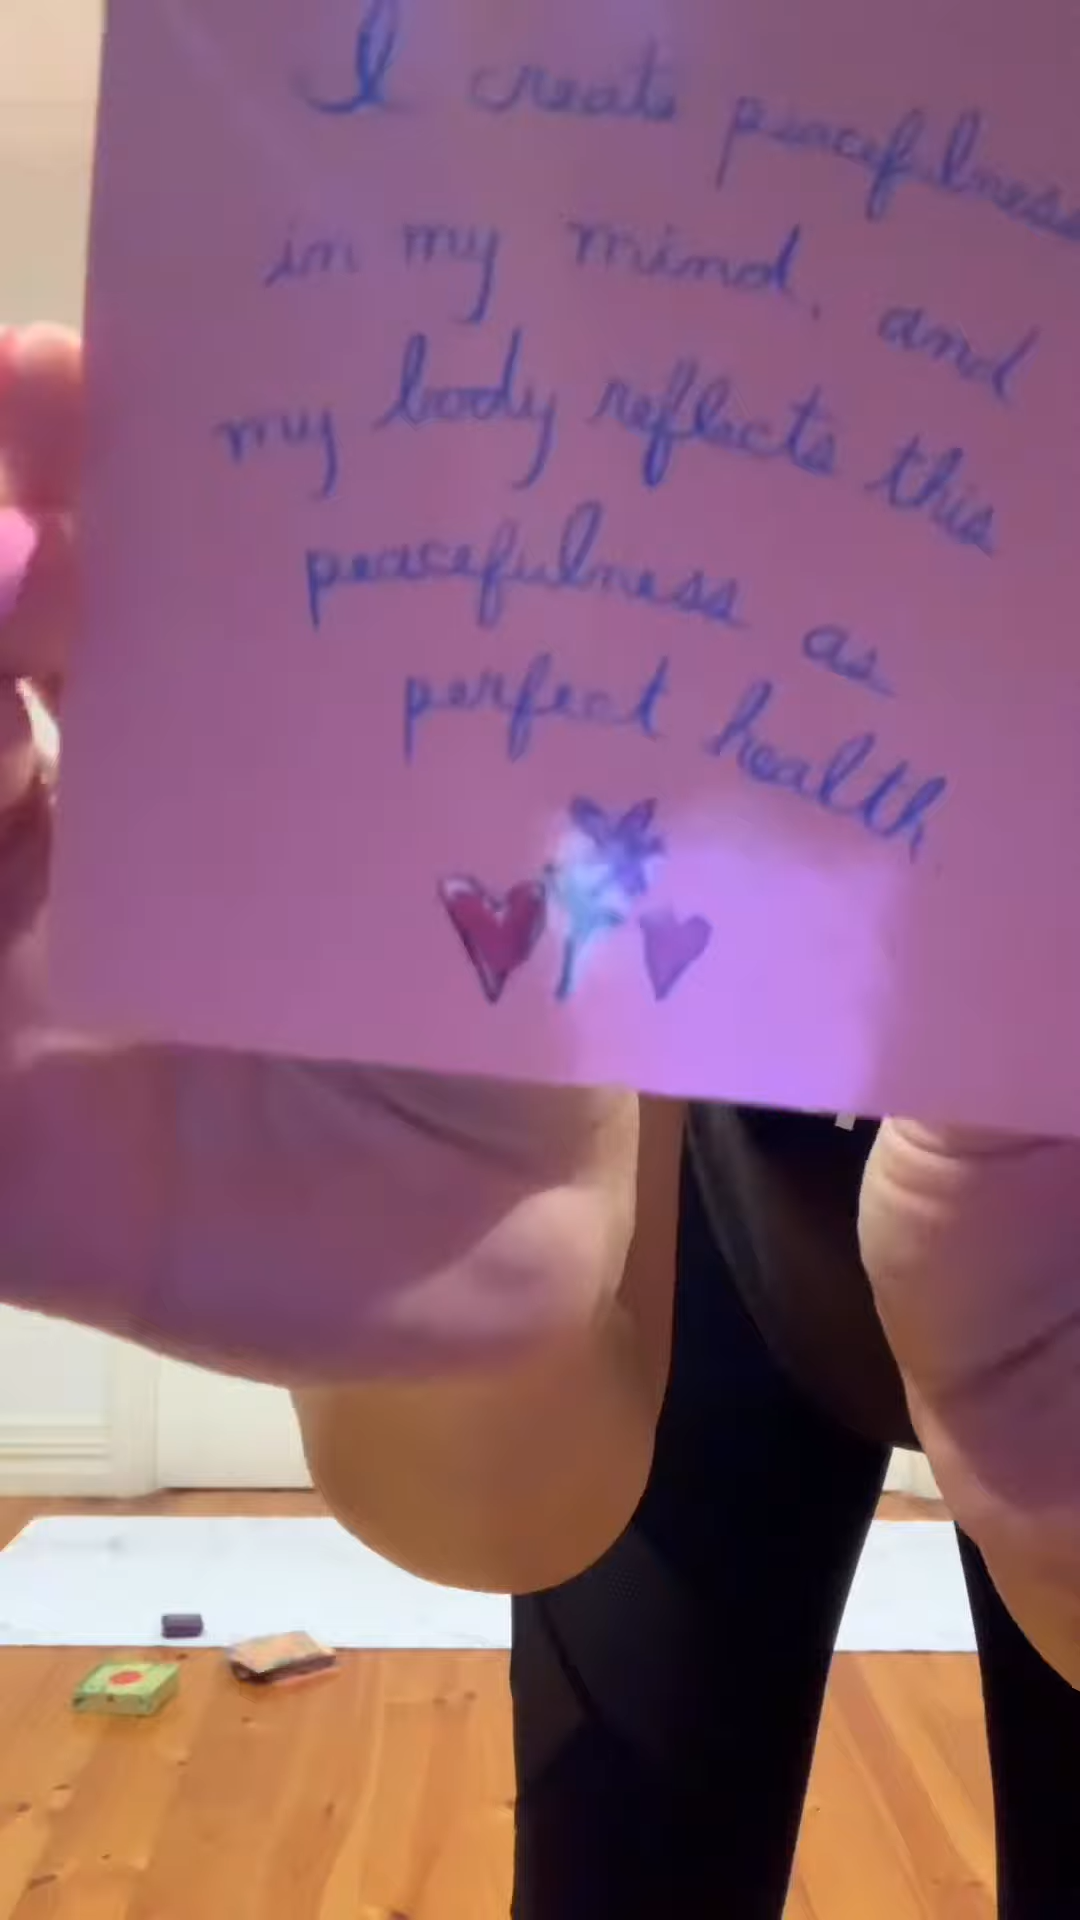 I create peacefulness
in my mind, and
my body reflects this
peacefulness as
perfect health.